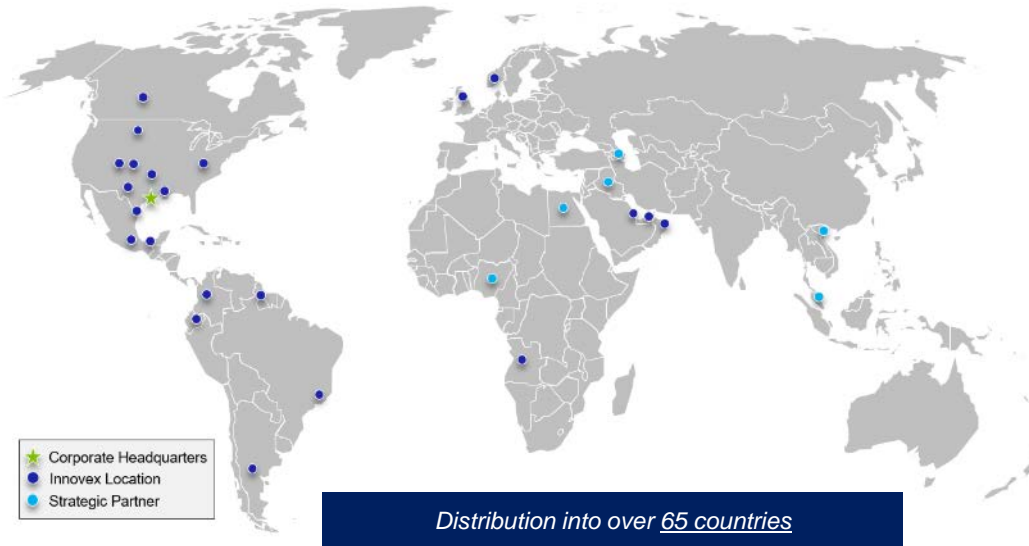 Corporate Headquarters
Innovex Location
Strategic Partner
Distribution into over 65 countries